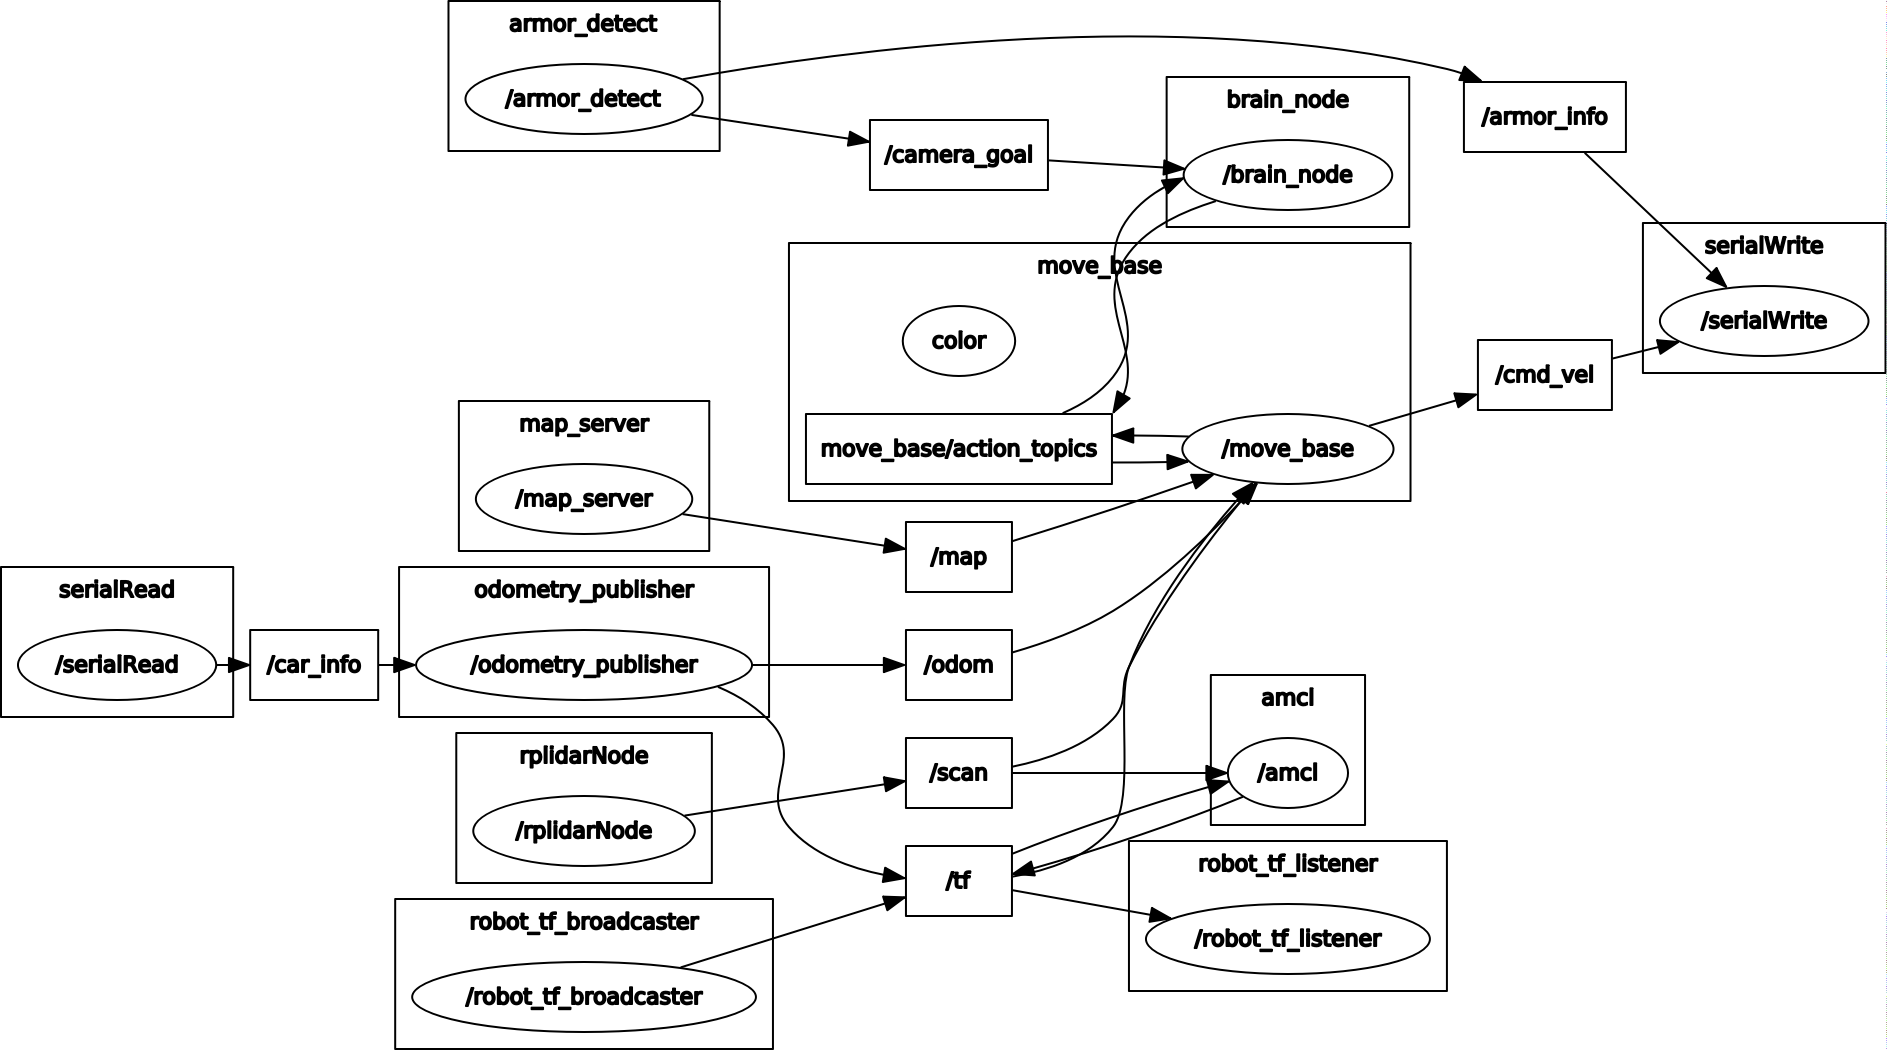 armor_detect
/armor_detect
/camera_goal
brain_node
/brain_node
/armor_info
serialWrite
/serialWrite
move_base
color
move_base/action_topics
/move_base
/cmd_vel
map_server
/map_server
/map
serialRead
/serialRead
/car_info
odometry_publisher
/odometry_publisher
/odom
rplidarNode
/rplidarNode
/scan
amcl
/amcl
/tf
robot_tf_listener
/robot_tf_listener
robot_tf_broadcaster
/robot_tf_broadcaster